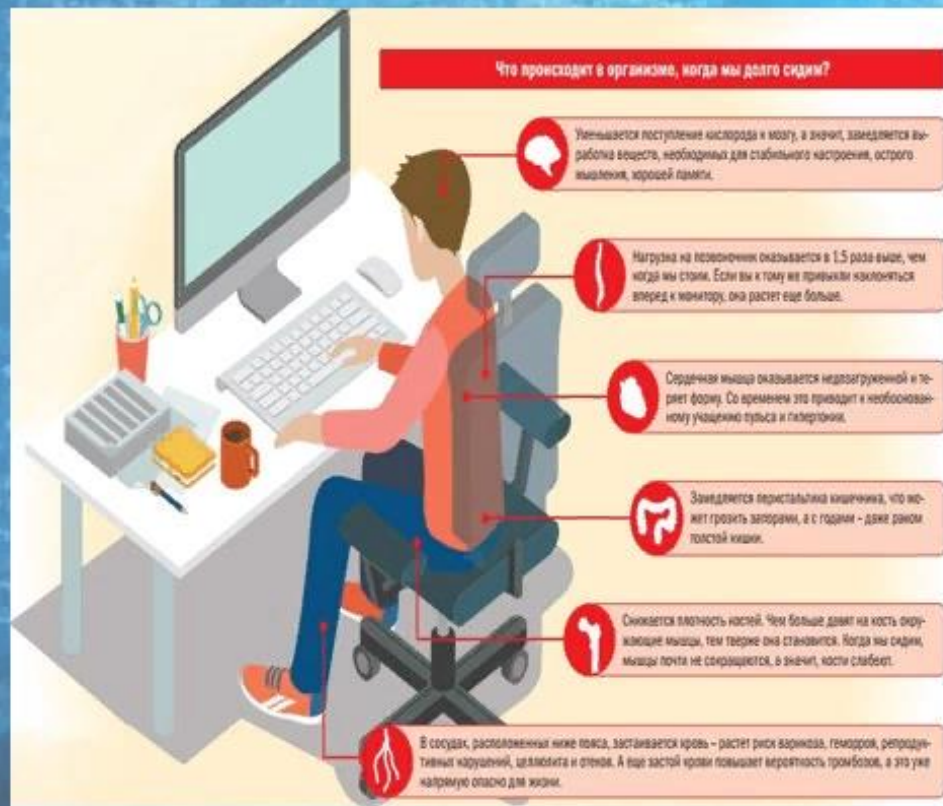 Что происходит в организме, когда мы долго сидим?
Уменьшается поступление кислорода к мозгу, а значит, замедляется вы-
работка веществ, необходимых для стабильного настроения, острого
мышления, хорошей памяти.
Нагрузка на позвоночник оказывается в 1,5 раза выше, чем
когда мы стоим. Если вы к тому же привыкли наклоняться
вперед к монитору, она растет еще больше.
Сердечная мышца оказывается недозагруженной и те-
ряет форму. Со временем это приводит к необоснован-
ному учащению пульса и гипертонии.
Замедляется перистальтика кишечника, что мо-
жет грозить запорами, а с годами – даже раком
толстой кишки.
Снижается плотность костей. Чем больше давят на кость окру-
жающие мышцы, тем тверже она становится. Когда мы сидим,
мышцы почти не сокращаются, а значит, кости слабеют.
В сосудах, расположенных ниже пояса, застаивается кровь – растет риск варикоза, геморроя, репродук-
тивных нарушений, целлюлита и отеков. А еще застой крови повышает вероятность тромбозов, а это уже
напрямую опасно для жизни.